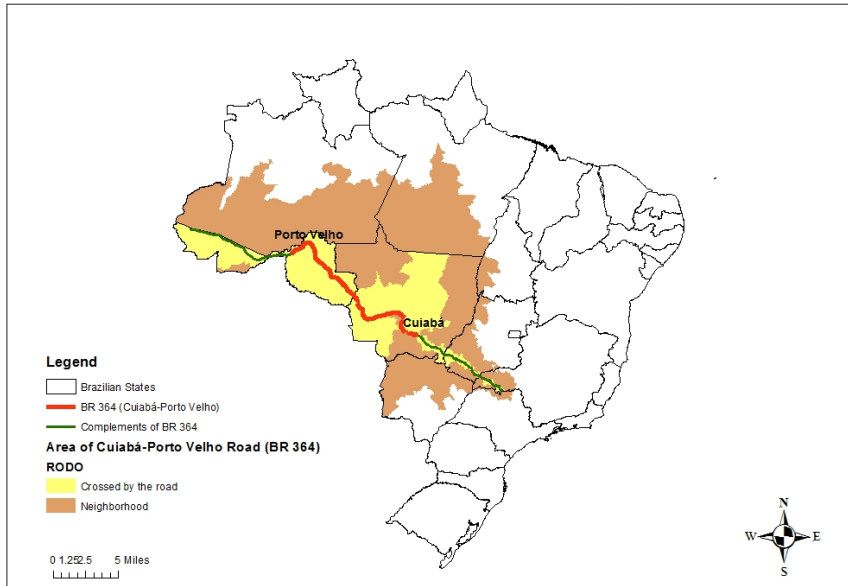 Porto Velho
Cuiabá
Legend
Brazilian States
BR 364 (Cuiabá-Porto Velho)
Complements of BR 364
Area of Cuiabá-Porto Velho Road (BR 364)
RODO
Crossed by the road
Neighborhood
0 1.252.5 5 Miles
N
W E
S